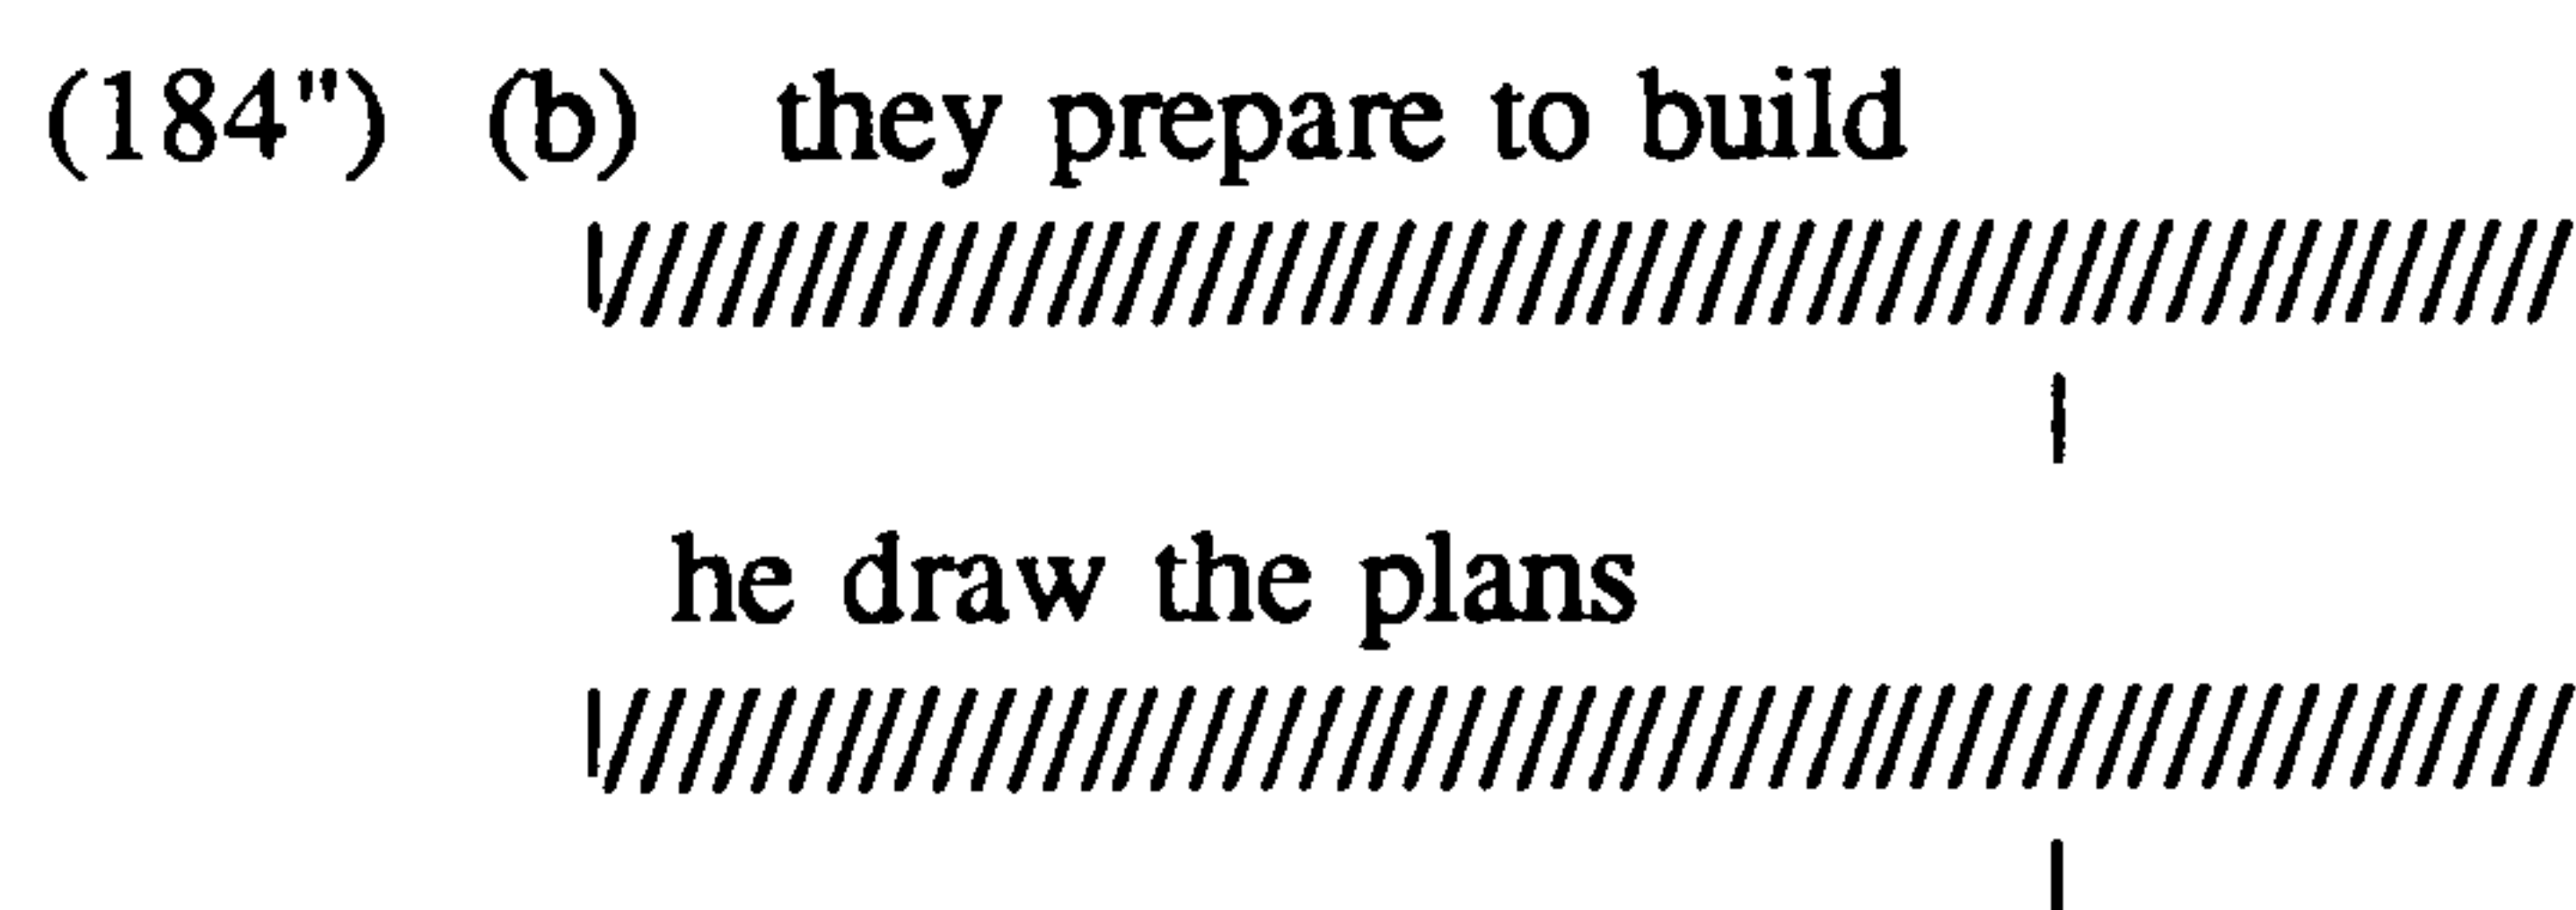 (184") (b) they prepare to build
he draw the plans